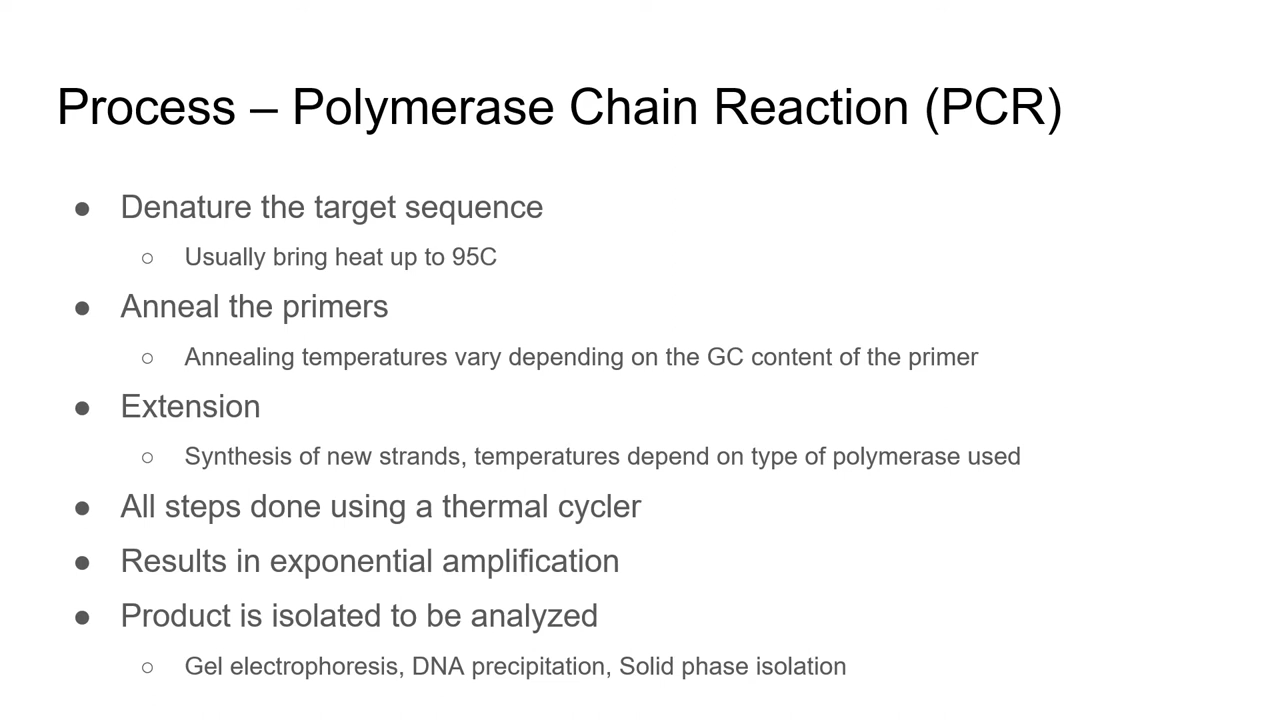 Process – Polymerase Chain Reaction (PCR)
● Denature the target sequence
○ Usually bring heat up to 95C
● Anneal the primers
○ Annealing temperatures vary depending on the GC content of the primer
● Extension
○ Synthesis of new strands, temperatures depend on type of polymerase used
● All steps done using a thermal cycler
● Results in exponential amplification
● Product is isolated to be analyzed
○ Gel electrophoresis, DNA precipitation, Solid phase isolation